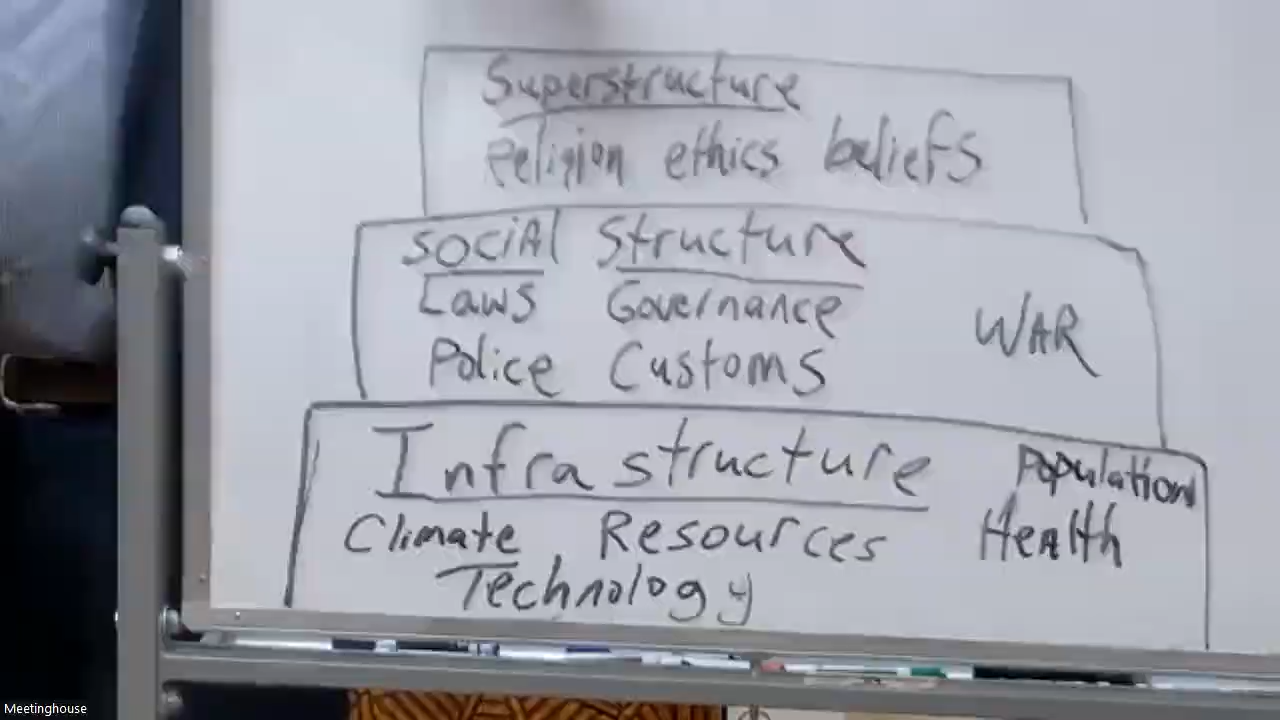 Superstructure
religion ethics beliefs
Social Structure
Laws Governance
WAR
Police Customs
Infrastructure
Population
Climate, Resources Health
Technology
Meetinghouse